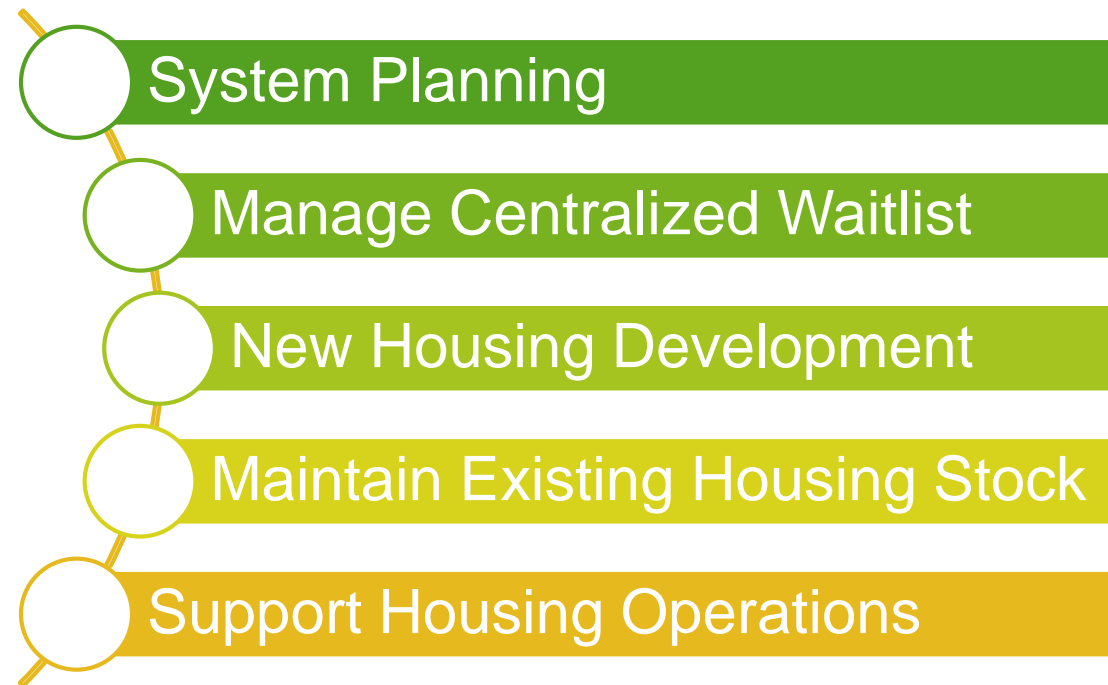 System Planning
Manage Centralized Waitlist
New Housing Development
Maintain Existing Housing Stock
Support Housing Operations